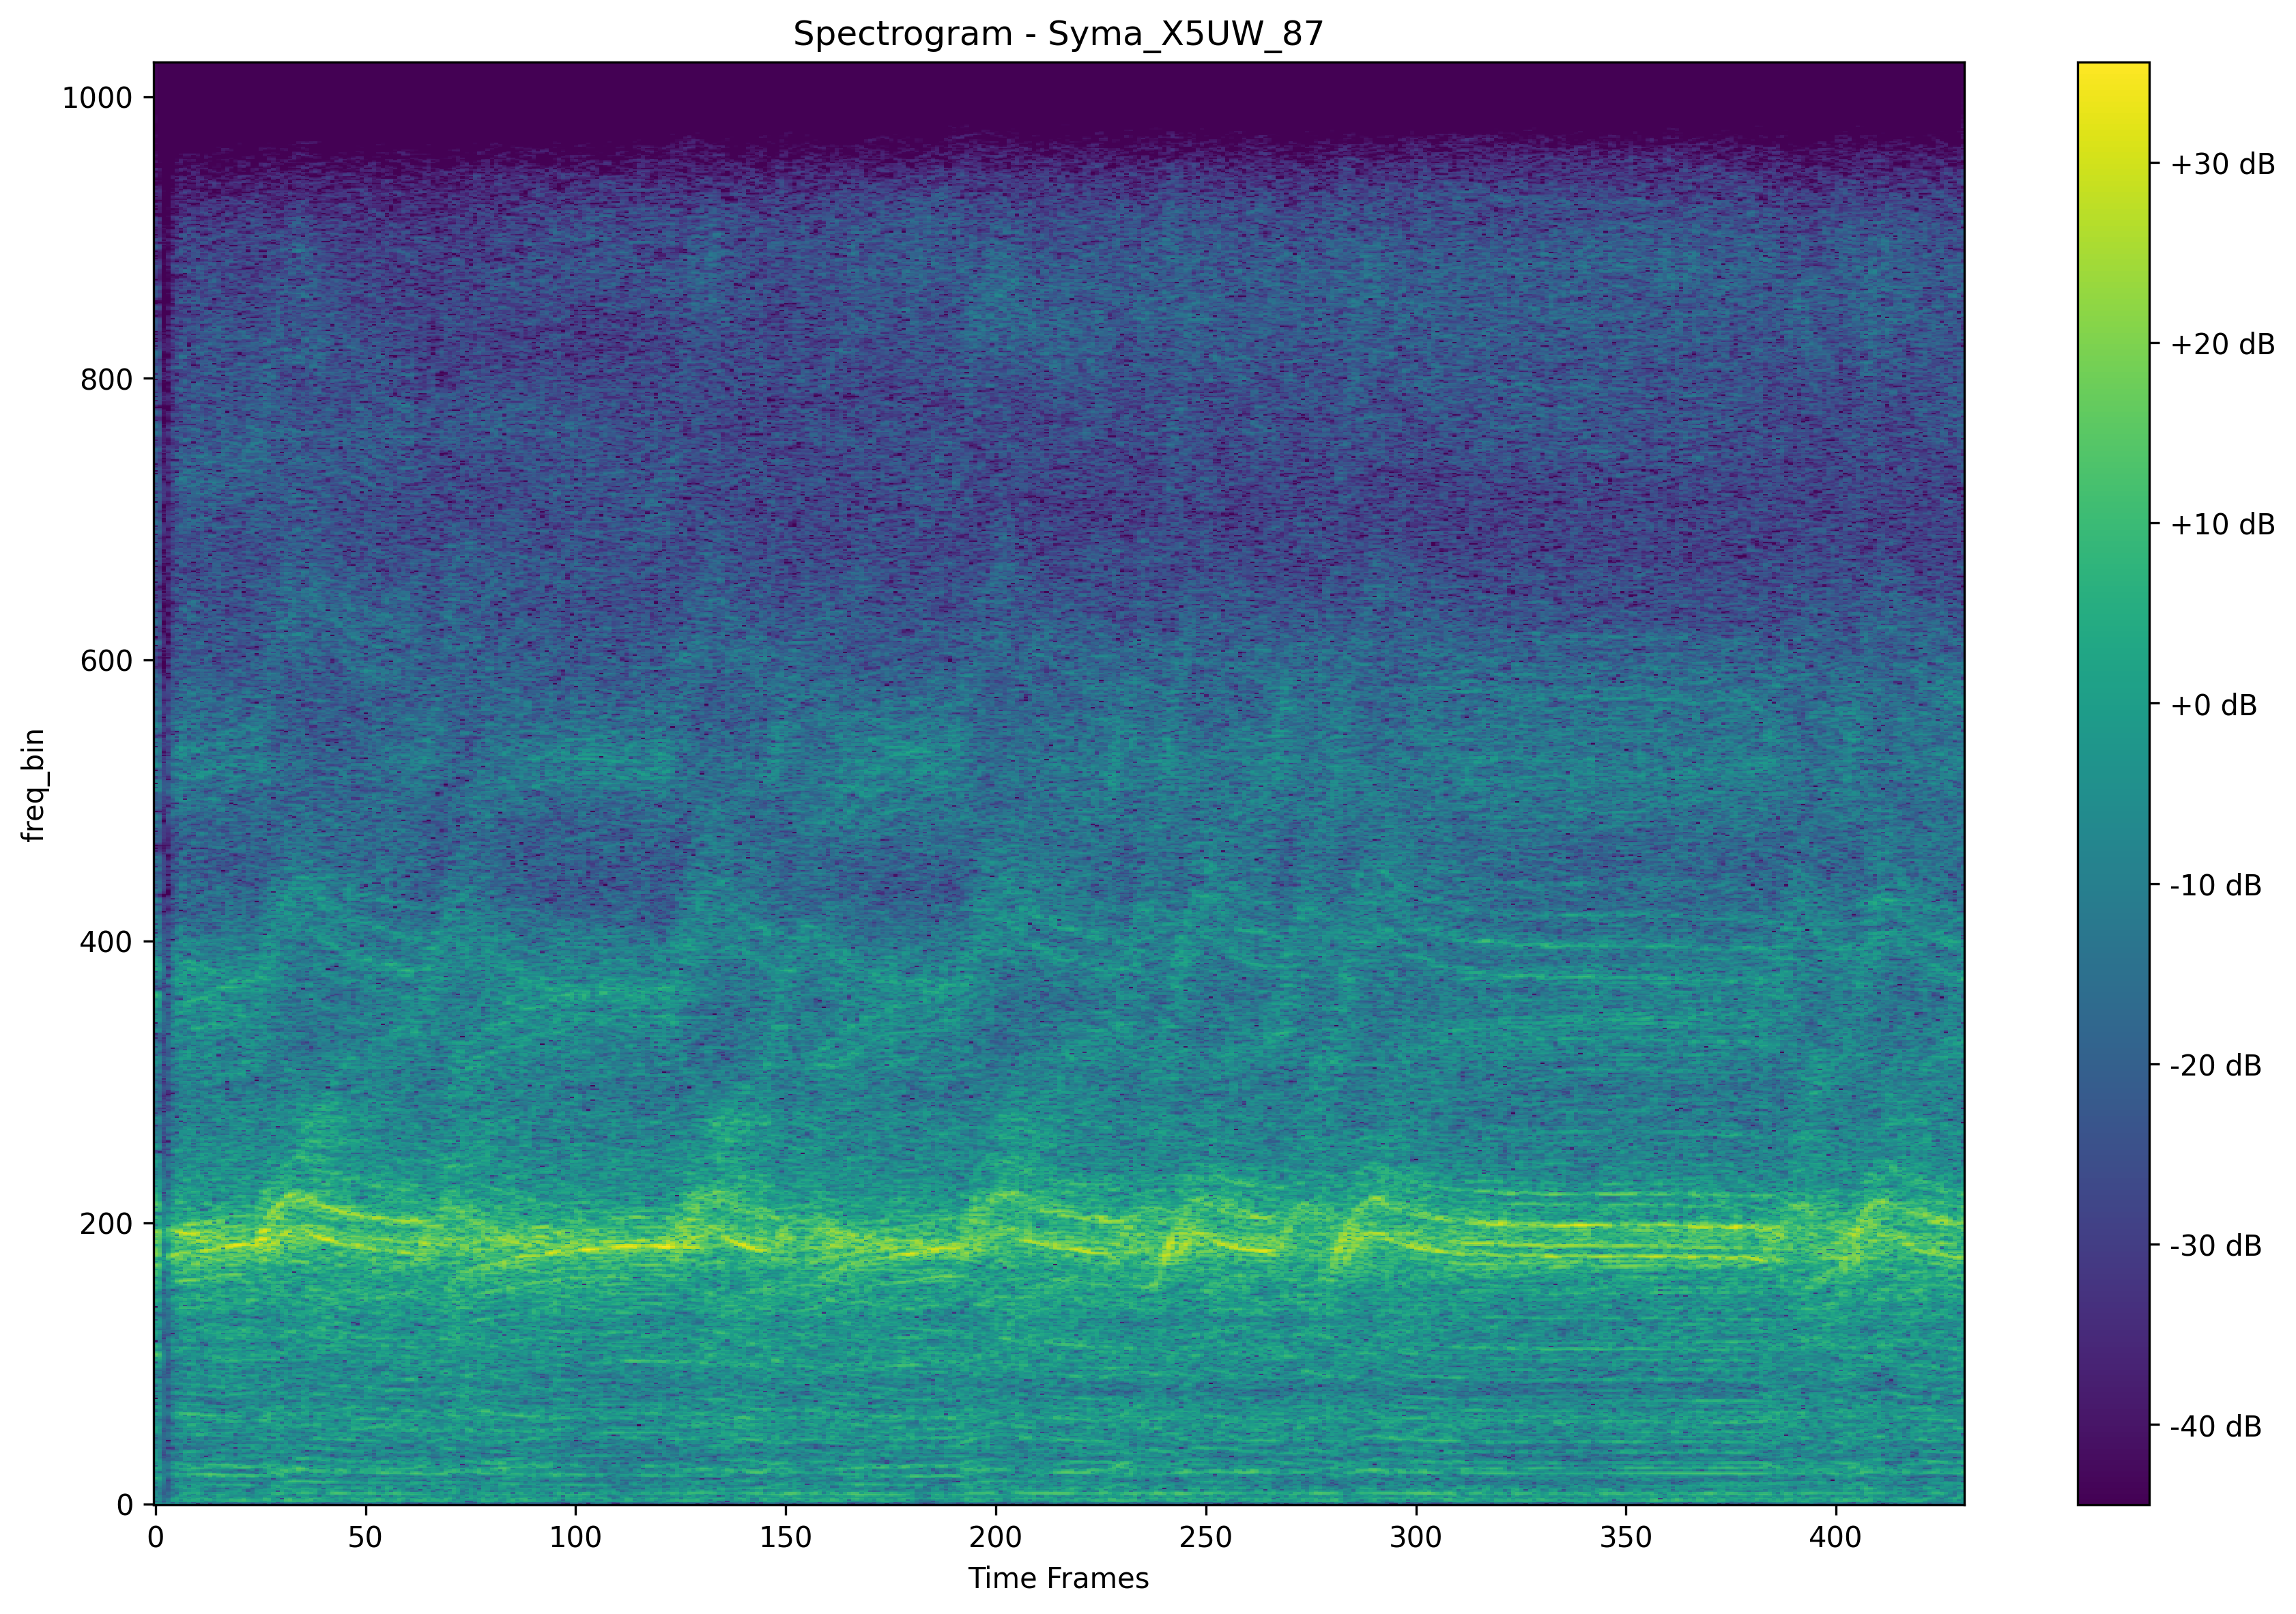 Spectrogram - Syma_X5UW_87
1000
800
600
400
200
0
freq_bin
0 50 100 150 200 250 300 350 400
Time Frames
+30 dB
+20 dB
+10 dB
+0 dB
-10 dB
-20 dB
-30 dB
-40 dB